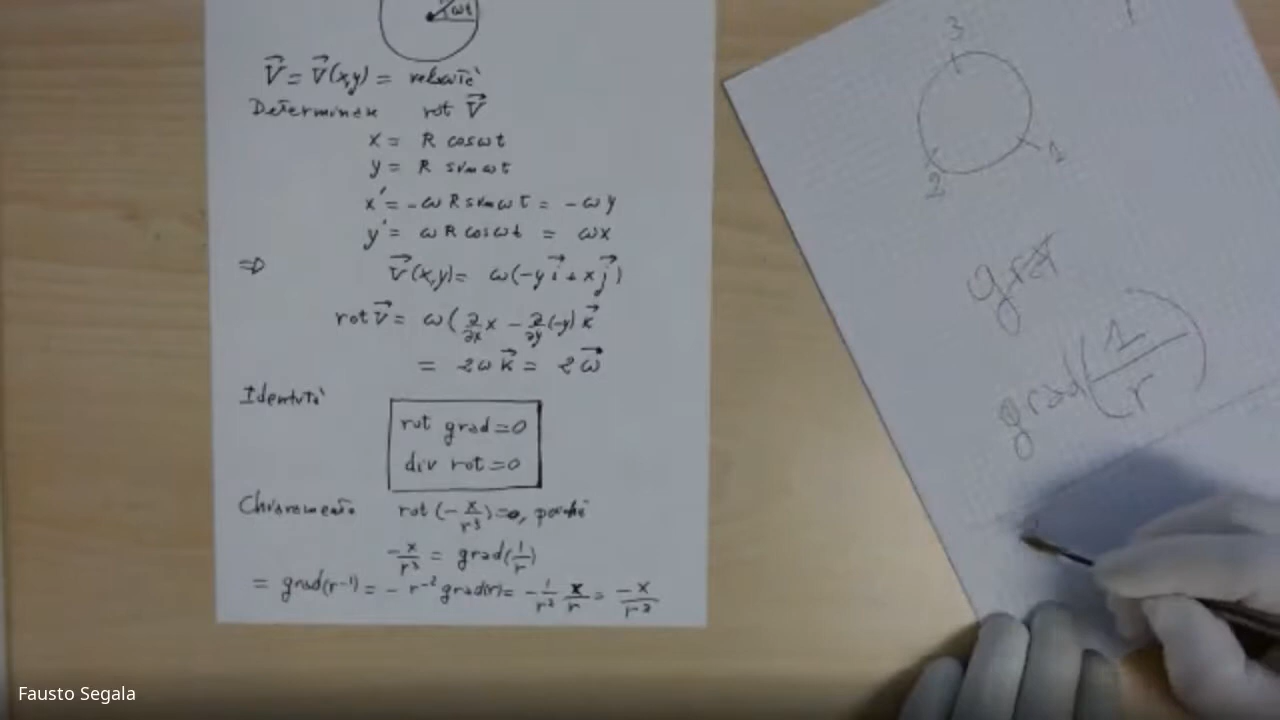 ωt
V⃗ = V⃗(x,y) = velocità
Determinare rot V⃗
x = R cosωt
y = R sinωt
x' = -ωR sinωt = -ωy
y' = ωR cosωt = ωx
⇒ V⃗(x,y) = ω(-y i⃗ + x j⃗)
rot V⃗ = ω(∂/∂x x - ∂/∂y (-y)) k⃗
= 2ω k⃗ = 2ω⃗
Identità
rot grad = 0
div rot = 0
Chiaramente rot(-x/r³) = 0, perché
-x/r³ = grad(1/r)
= grad(r⁻¹) = -r⁻² grad(r) = -1/r² x/r = -x/r³
3
1
2
grad(1/r)
Fausto Segala